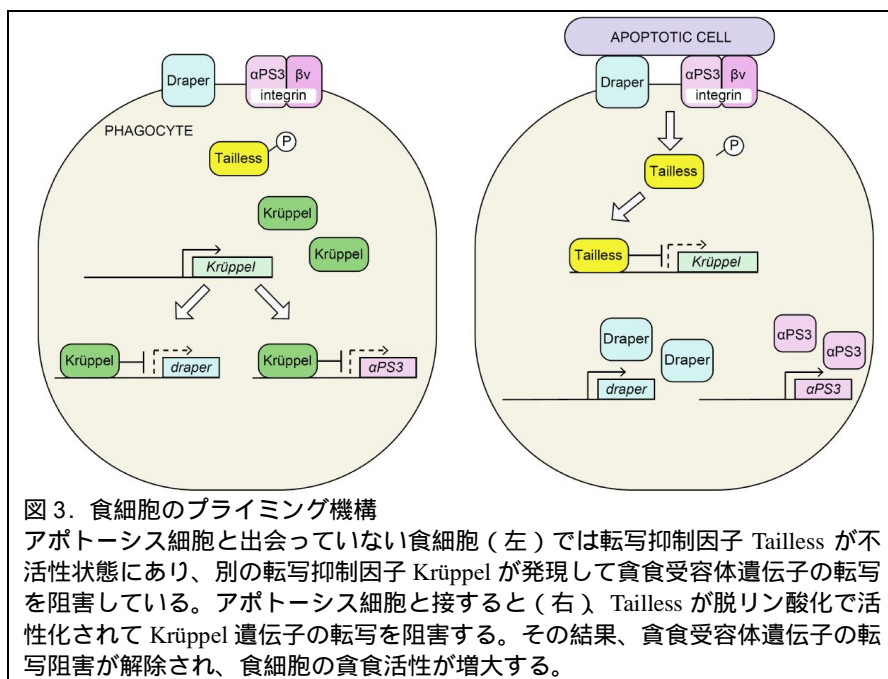 Draper
αPS3 βν
integrin
PHAGOCYTE
Tailless
P
Krüppel
Krüppel
Krüppel
Krüppel
draper
Krüppel
αPS3
APOPTOTIC CELL
Draper
αPS3 βν
integrin
P
Tailless
Tailless
Krüppel
Draper
Draper
draper
αPS3
αPS3
αPS3
図 3．食細胞のプライミング機構
アポトーシス細胞と出会っていない食細胞（左）では転写抑制因子 Tailless が不
活性状態にあり、別の転写抑制因子 Krüppel が発現して貪食受容体遺伝子の転写
を阻害している。アポトーシス細胞と接すると（右）、Tailless が脱リン酸化で活
性化されて Krüppel 遺伝子の転写を阻害する。その結果、貪食受容体遺伝子の転
写阻害が解除され、食細胞の貪食活性が増大する。